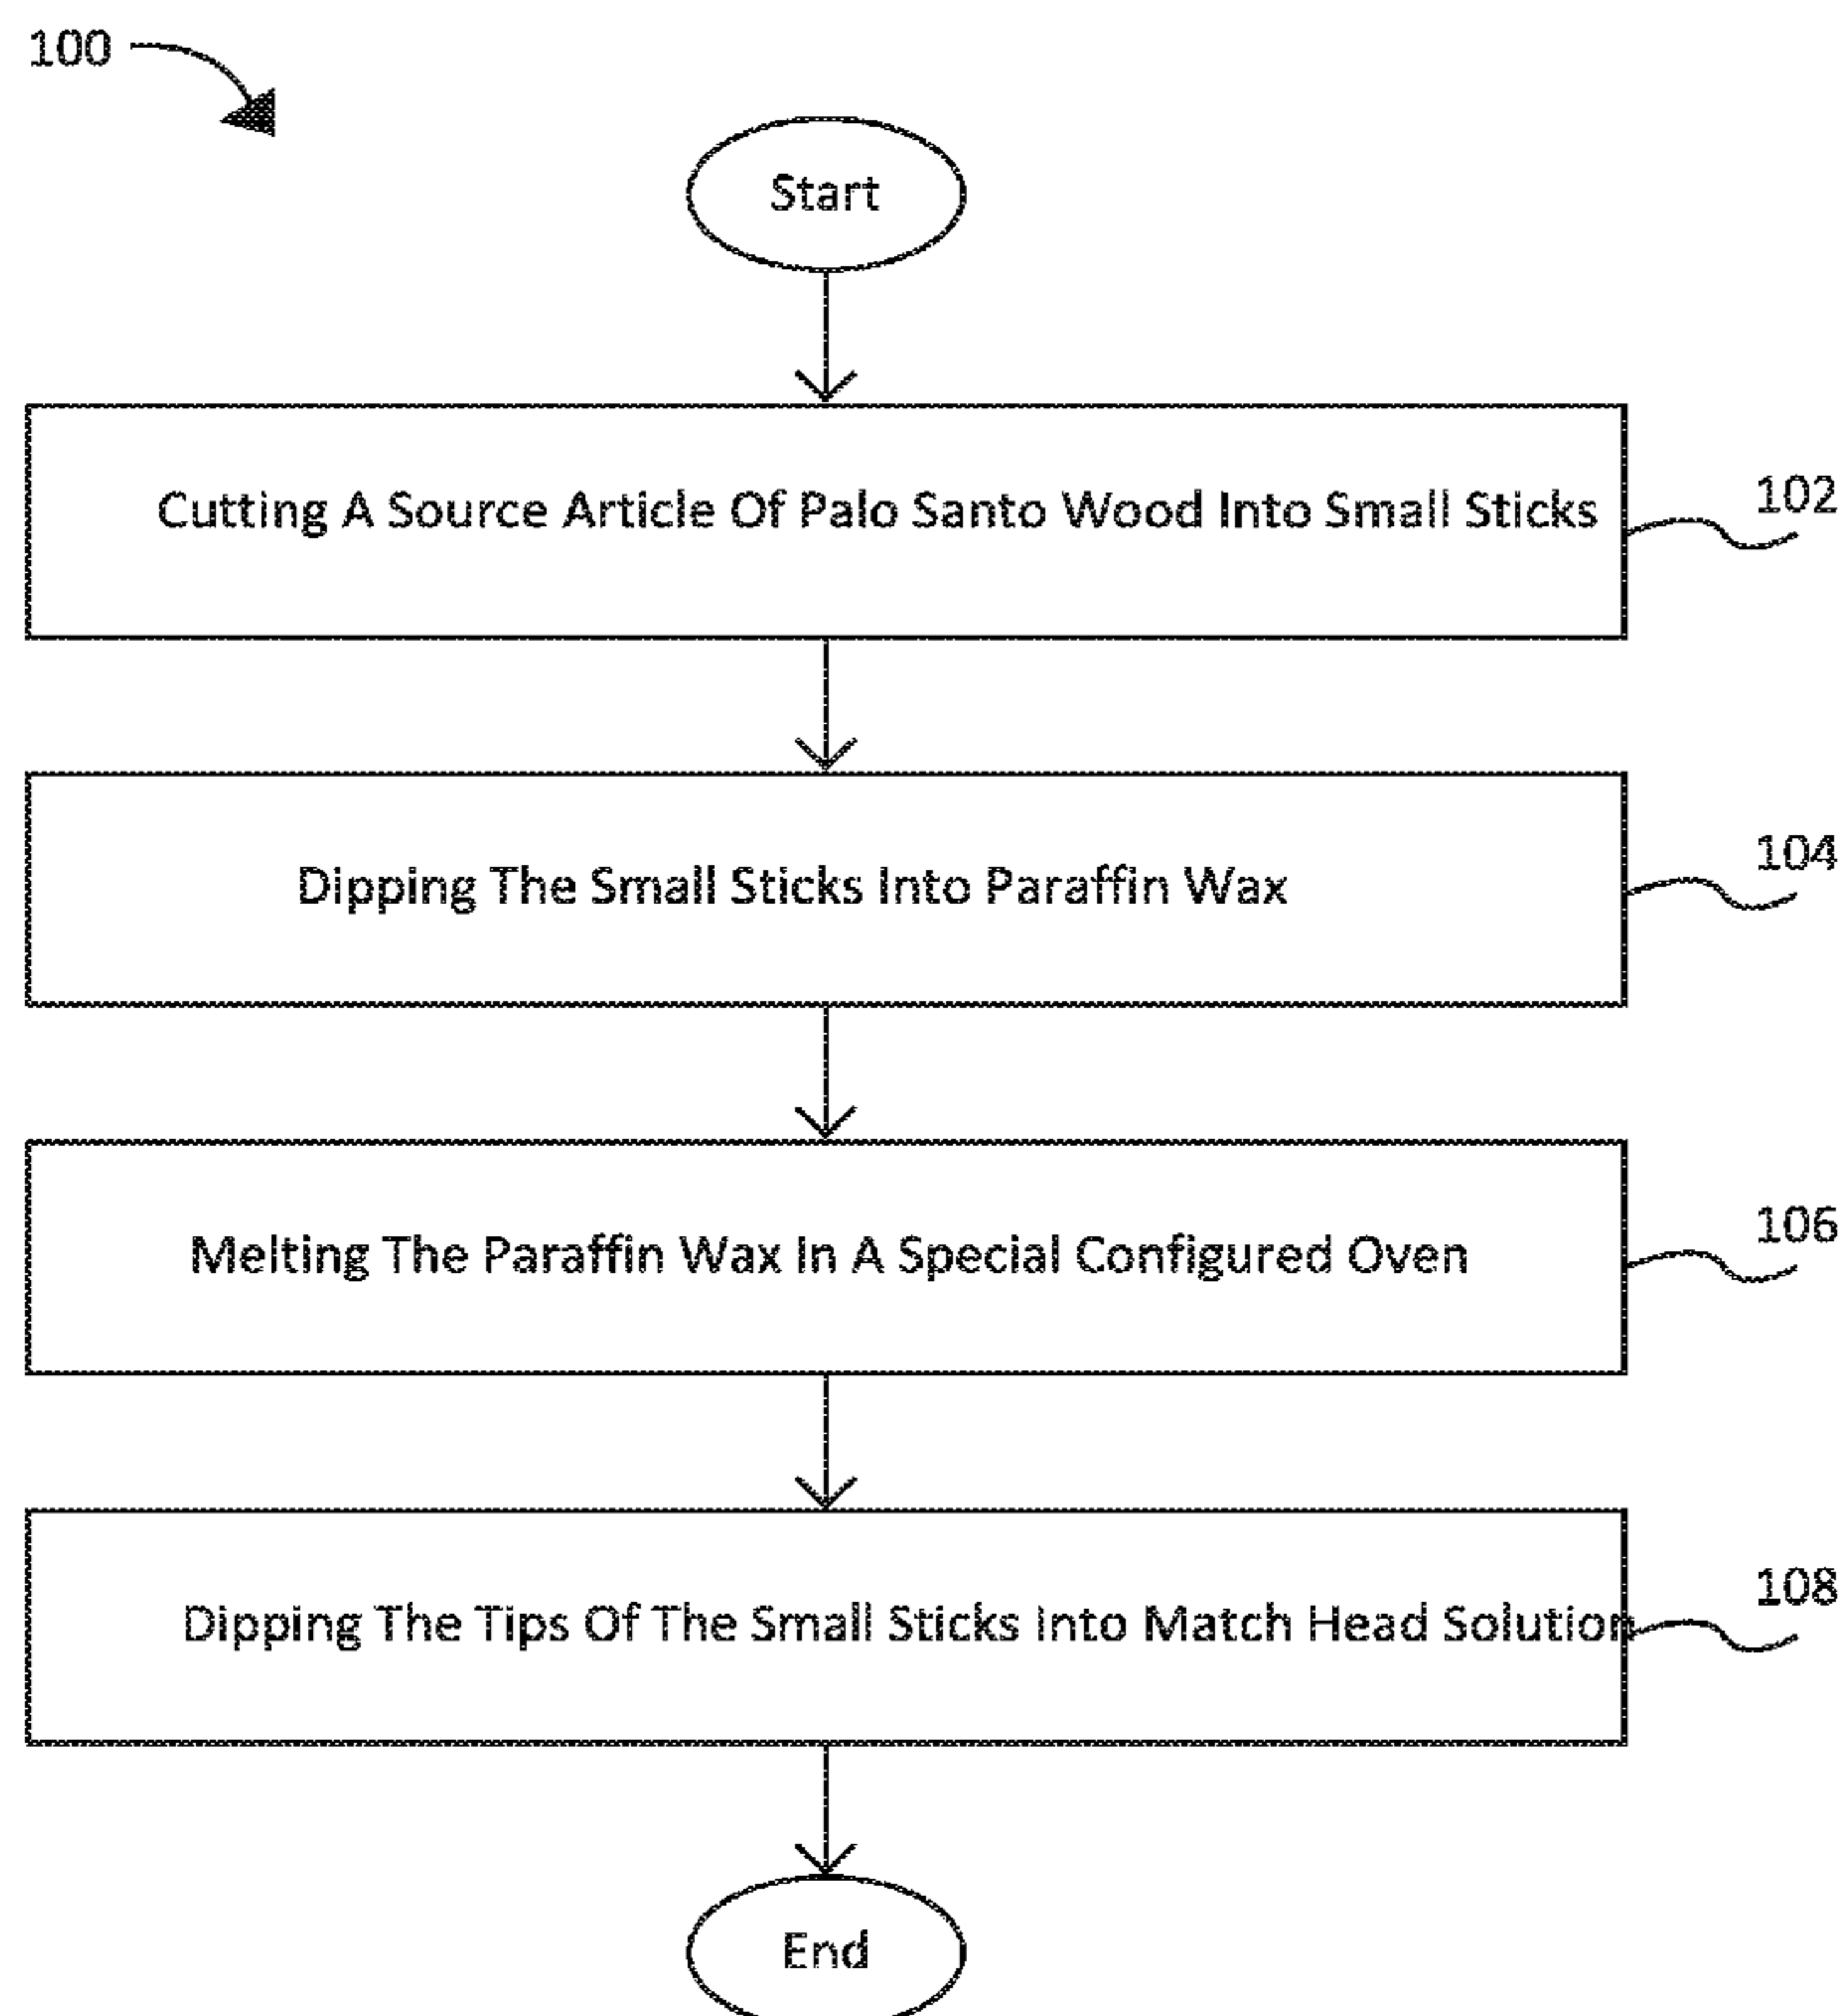 100
Start
Cutting A Source Article Of Palo Santo Wood Into Small Sticks
102
Dipping The Small Sticks Into Paraffin Wax
104
Melting The Paraffin Wax In A Special Configured Oven
106
Dipping The Tips Of The Small Sticks Into Match Head Solution
108
End